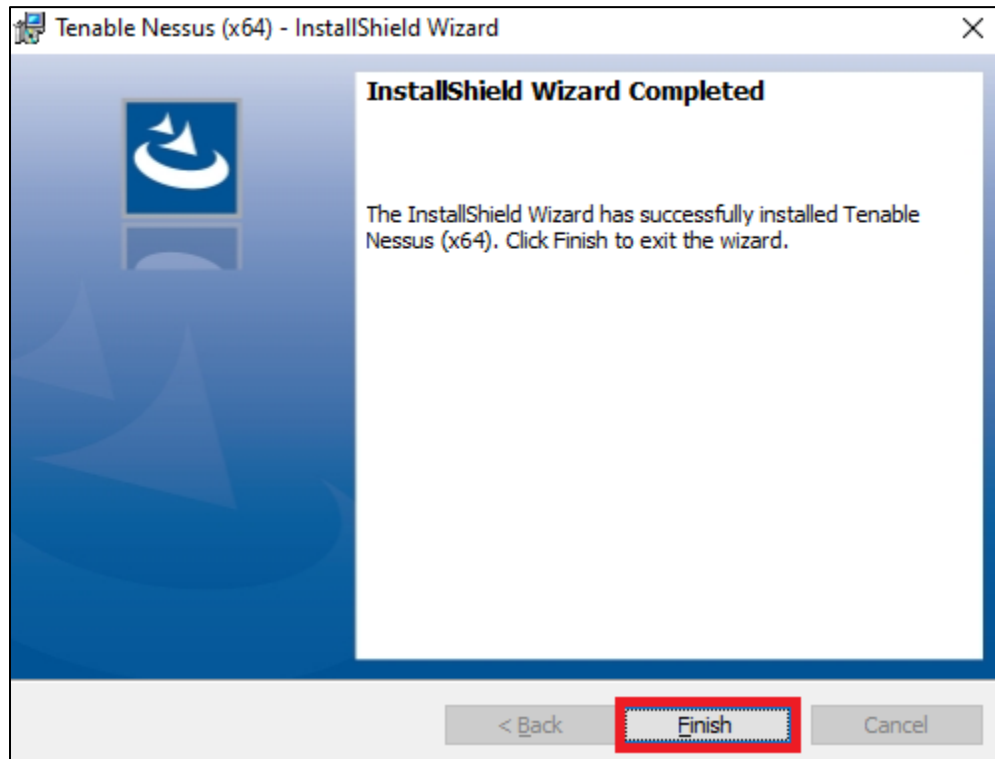 Tenable Nessus (x64) - InstallShield Wizard
InstallShield Wizard Completed
The InstallShield Wizard has successfully installed Tenable
Nessus (x64). Click Finish to exit the wizard.
< Back
Finish
Cancel